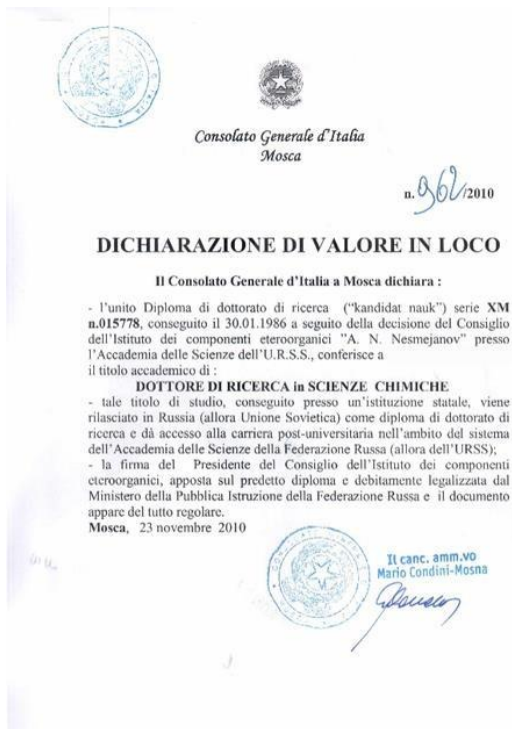 Consolato Generale d'Italia
Mosca
n. 962/2010
DICHIARAZIONE DI VALORE IN LOCO
Il Consolato Generale d'Italia a Mosca dichiara :
- l'unito Diploma di dottorato di ricerca ("kandidat nauk") serie XM
n.015778, conseguito il 30.01.1986 a seguito della decisione del Consiglio
dell'Istituto dei componenti eteroorganici "A. N. Nesmejanov" presso
l'Accademia delle Scienze dell'U.R.S.S., conferisce a
il titolo accademico di :
DOTTORE DI RICERCA in SCIENZE CHIMICHE
- tale titolo di studio, conseguito presso un'istituzione statale, viene
rilasciato in Russia (allora Unione Sovietica) come diploma di dottorato di
ricerca e dà accesso alla carriera post-universitaria nell'ambito del sistema
dell'Accademia delle Scienze della Federazione Russa (allora dell'URSS);
- la firma del Presidente del Consiglio dell'Istituto dei componenti
eteroorganici, apposta sul predetto diploma e debitamente legalizzata dal
Ministero della Pubblica Istruzione della Federazione Russa e il documento
appare del tutto regolare.
Mosca, 23 novembre 2010
Il canc. amm.vo
Mario Condini-Mosna